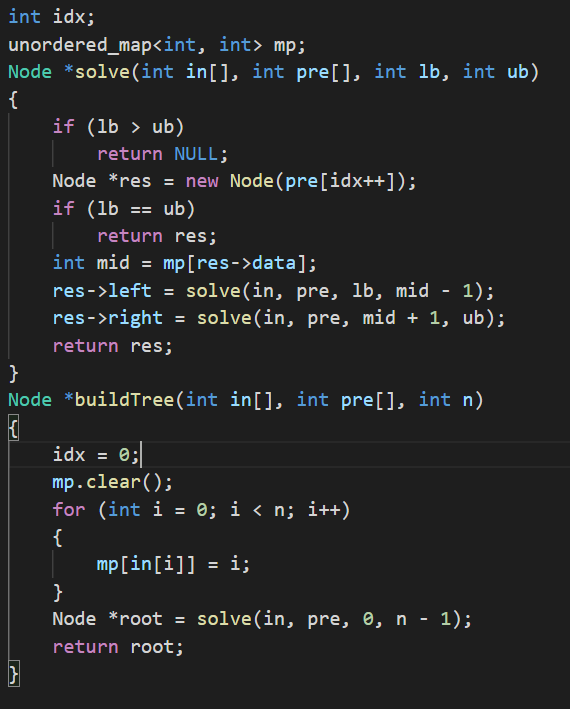 int idx;
unordered_map<int, int> mp;
Node *solve(int in[], int pre[], int lb, int ub)
{
    if (lb > ub)
        return NULL;
    Node *res = new Node(pre[idx++]);
    if (lb == ub)
        return res;
    int mid = mp[res->data];
    res->left = solve(in, pre, lb, mid - 1);
    res->right = solve(in, pre, mid + 1, ub);
    return res;
}
Node *buildTree(int in[], int pre[], int n)
{
    idx = 0;
    mp.clear();
    for (int i = 0; i < n; i++)
    {
        mp[in[i]] = i;
    }
    Node *root = solve(in, pre, 0, n - 1);
    return root;
}